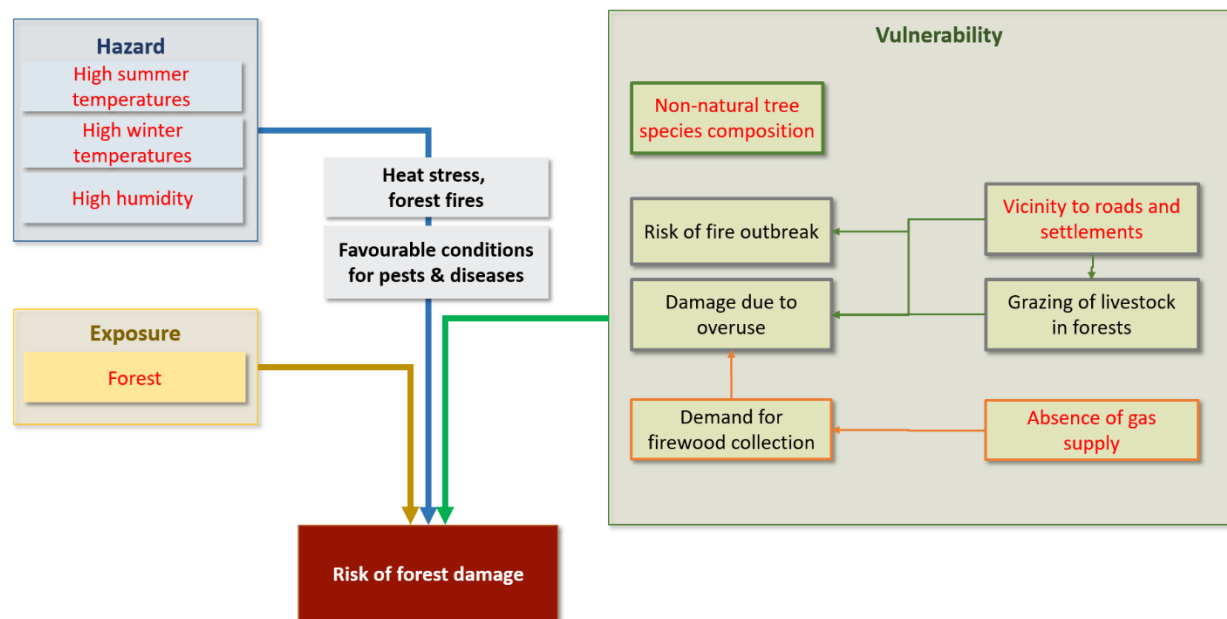 Hazard
High summer
temperatures
High winter
temperatures
High humidity
Heat stress,
forest fires
Favourable conditions
for pests & diseases
Exposure
Forest
Vulnerability
Non-natural tree
species composition
Risk of fire outbreak
Vicinity to roads and
settlements
Damage due to
overuse
Grazing of livestock
in forests
Demand for
firewood collection
Absence of gas
supply
Risk of forest damage